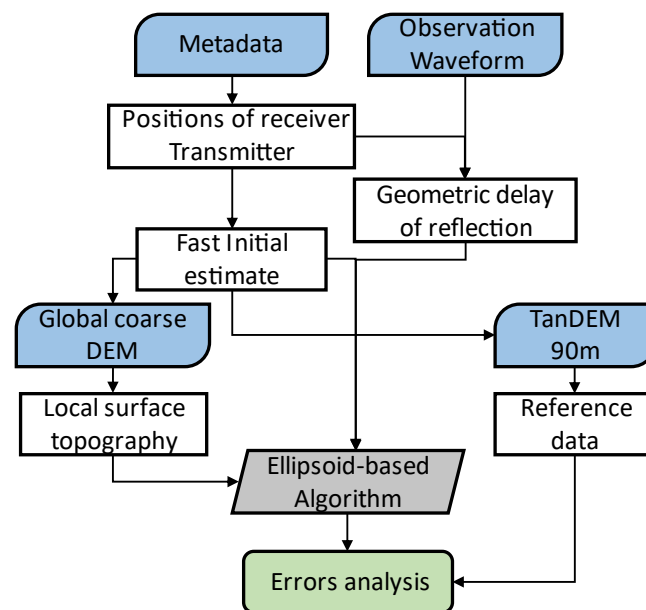 Metadata
Observation
Waveform
Positions of receiver
Transmitter
Geometric delay
of reflection
Fast Initial
estimate
Global coarse
DEM
TanDEM
90m
Local surface
topography
Reference
data
Ellipsoid-based
Algorithm
Errors analysis